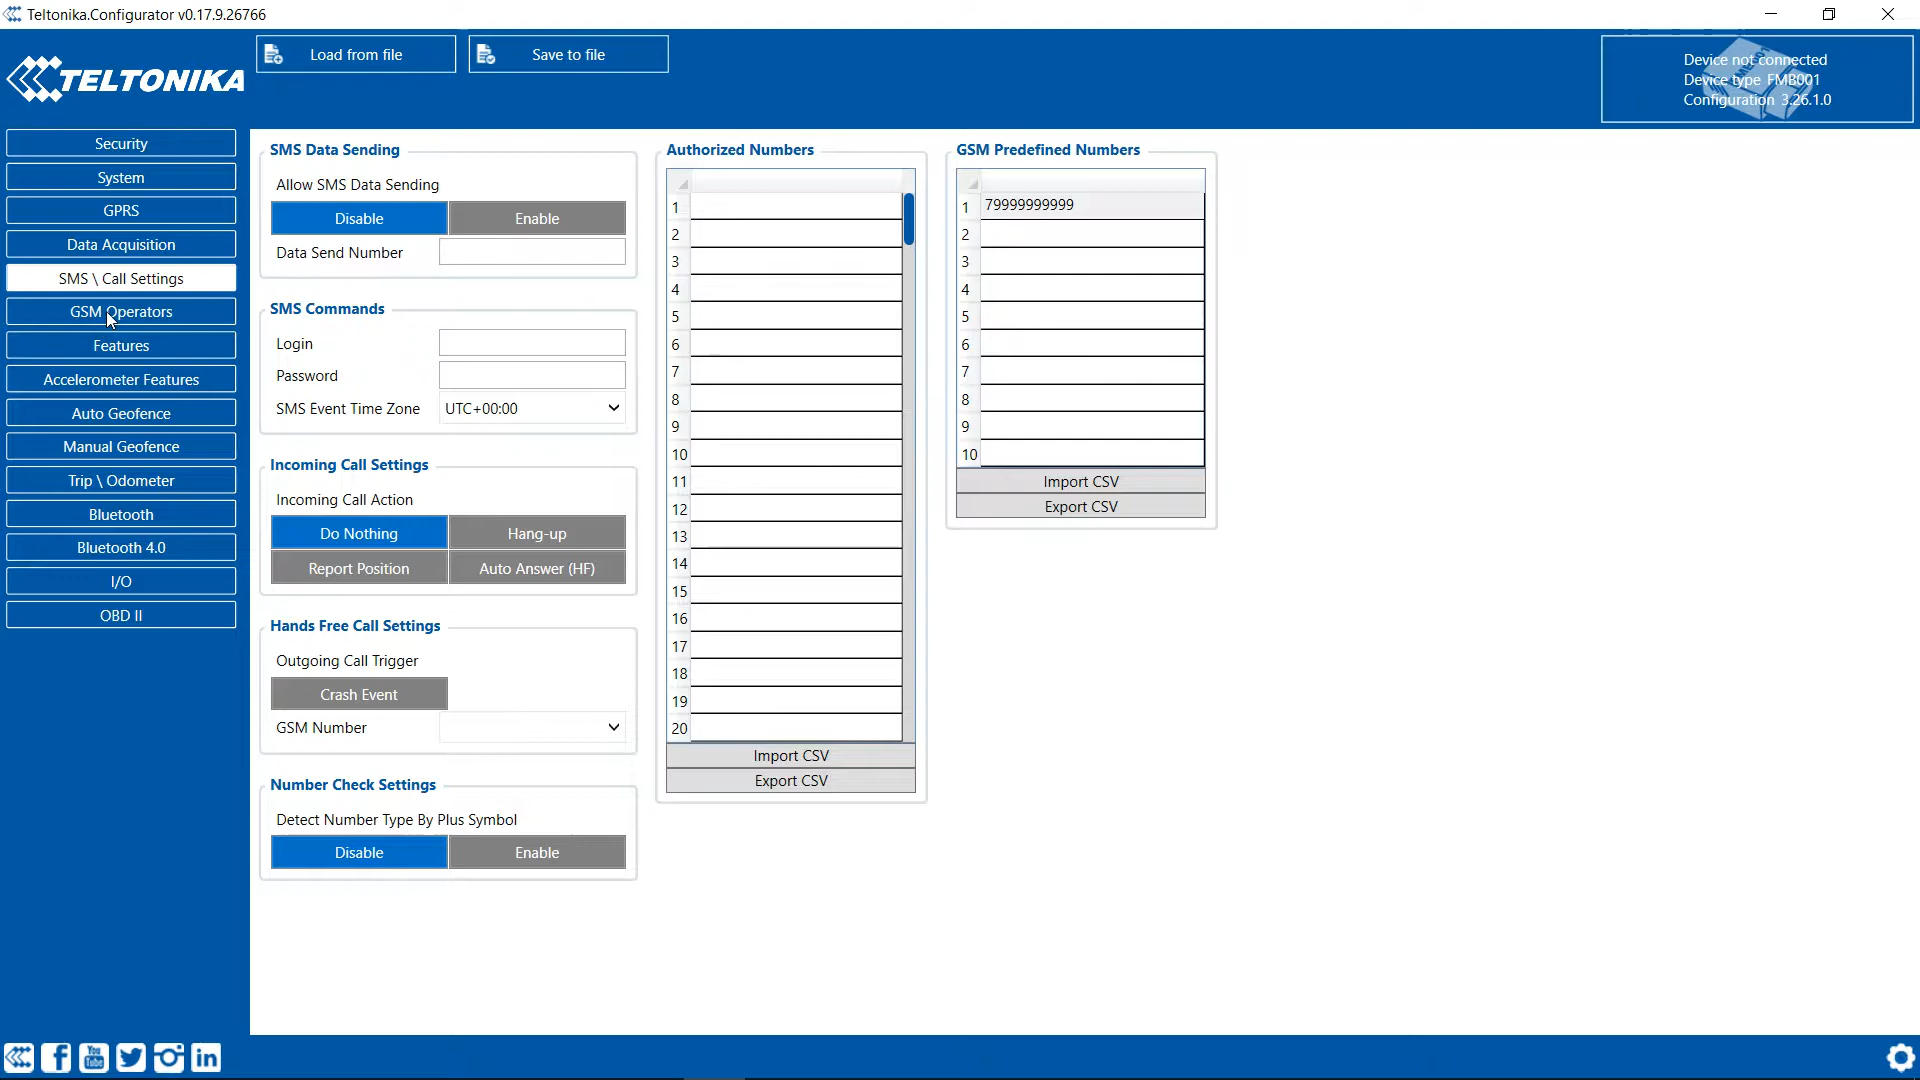 Teltonika.Configurator v0.17.9.26766
Load from file
Save to file
TELTONIKA
Device not connected
Device type FMB001
Configuration 3.26.1.0
Security
System
GPRS
Data Acquisition
SMS \ Call Settings
GSM Operators
Features
Accelerometer Features
Auto Geofence
Manual Geofence
Trip \ Odometer
Bluetooth
Bluetooth 4.0
I/O
OBD II
SMS Data Sending
Allow SMS Data Sending
Disable Enable
Data Send Number
SMS Commands
Login
Password
SMS Event Time Zone UTC+00:00
Incoming Call Settings
Incoming Call Action
Do Nothing Hang-up
Report Position Auto Answer (HF)
Hands Free Call Settings
Outgoing Call Trigger
Crash Event
GSM Number
Number Check Settings
Detect Number Type By Plus Symbol
Disable Enable
Authorized Numbers
1
2
3
4
5
6
7
8
9
10
11
12
13
14
15
16
17
18
19
20
Import CSV
Export CSV
GSM Predefined Numbers
1 79999999999
2
3
4
5
6
7
8
9
10
Import CSV
Export CSV
You
Tube